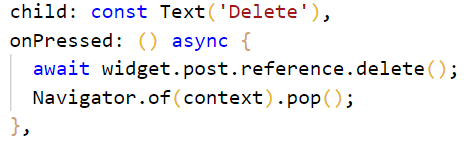 child: const Text('Delete'),
onPressed: () async {
  await widget.post.reference.delete();
  Navigator.of(context).pop();
},